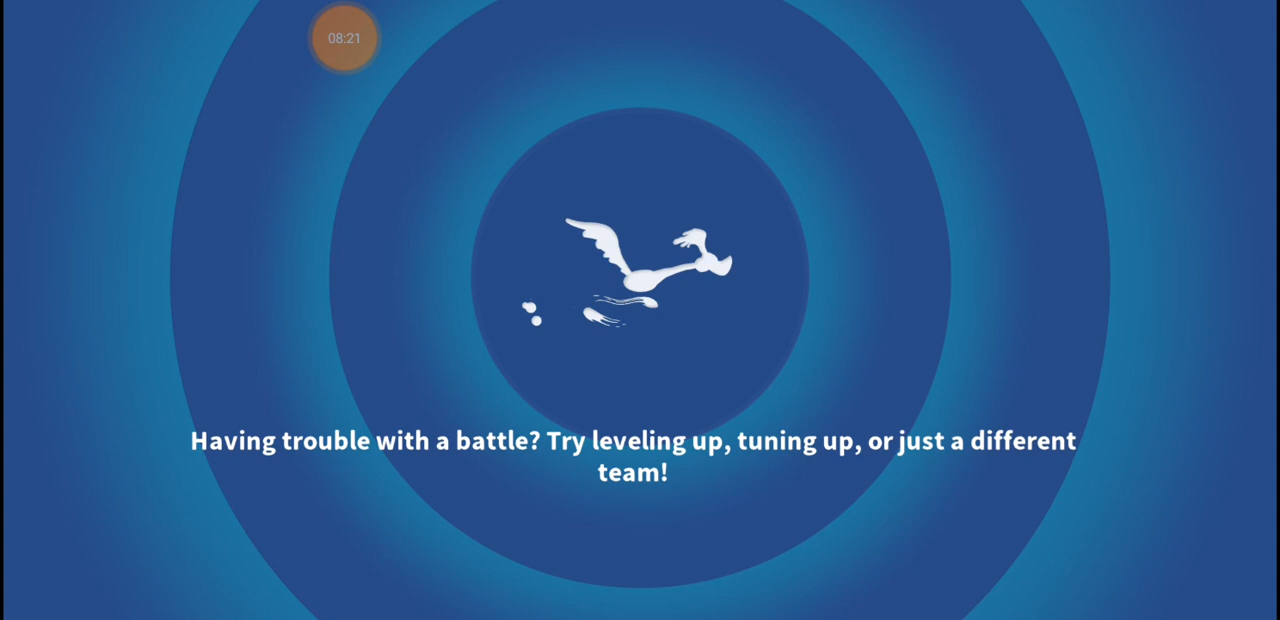 08:21
Having trouble with a battle? Try leveling up, tuning up, or just a different
team!